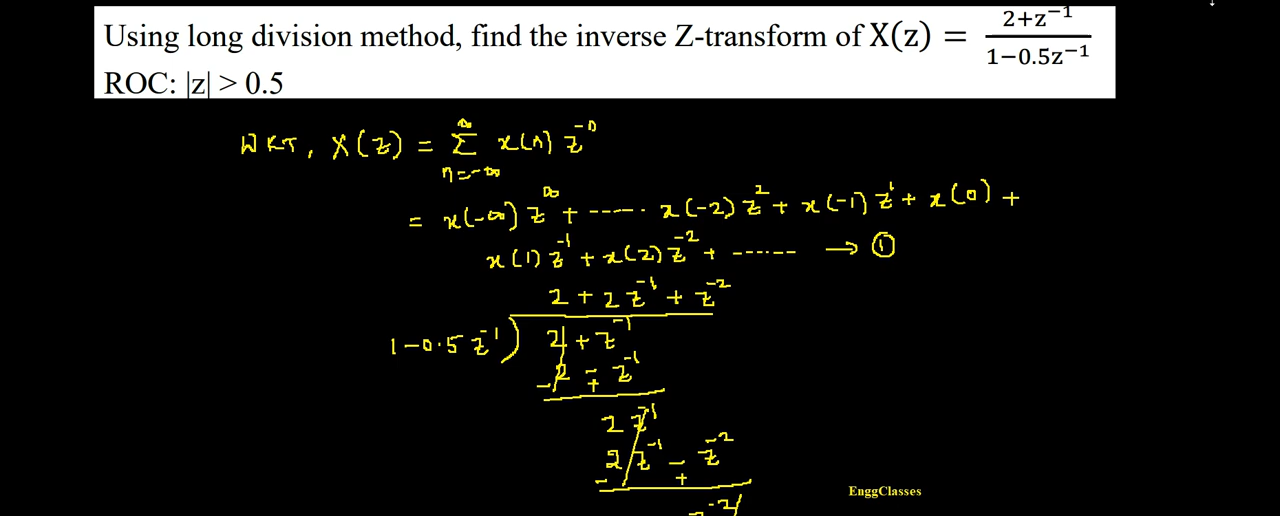 Using long division method, find the inverse Z-transform of X(z) = (2+z⁻¹)/(1−0.5z⁻¹)
ROC: |z| > 0.5
WKT, X(z) = Σ x(n) z⁻ⁿ
n=-∞ ∞
= x(-∞) z^∞ + ------ x(-2) z² + x(-1) z¹ + x(0) +
x(1) z⁻¹ + x(2) z⁻² + ------ → ①
2 + 2z⁻¹ + z⁻²
1-0.5z⁻¹ ) 2 + z⁻¹
2 - z⁻¹
- +
2z⁻¹
2z⁻¹ - z⁻²
- +
z⁻²
EnggClasses